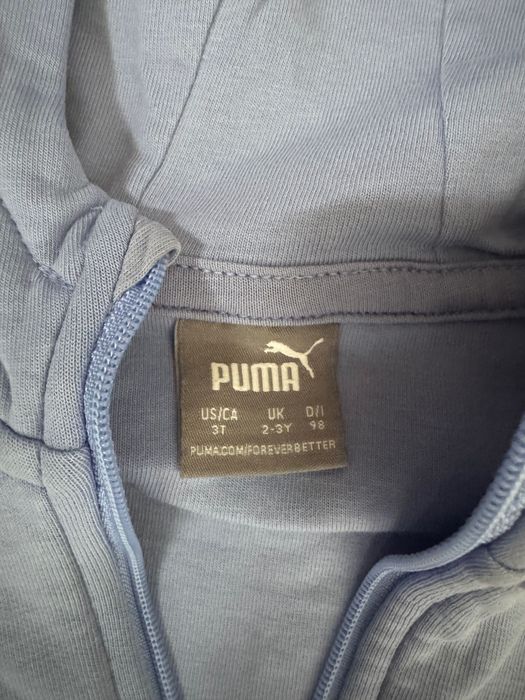 PUMA
US/CA UK D/I
3T 2-3Y 98
PUMA.COM/FOREVERBETTER